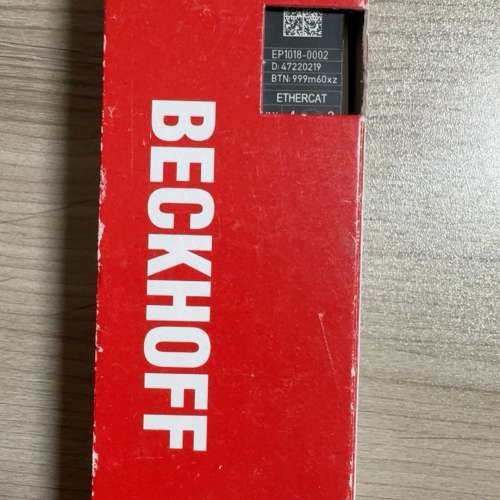 EP1018-0002
D: 47220219
BTN: 999m60xz
ETHERCAT
BECKHOFF